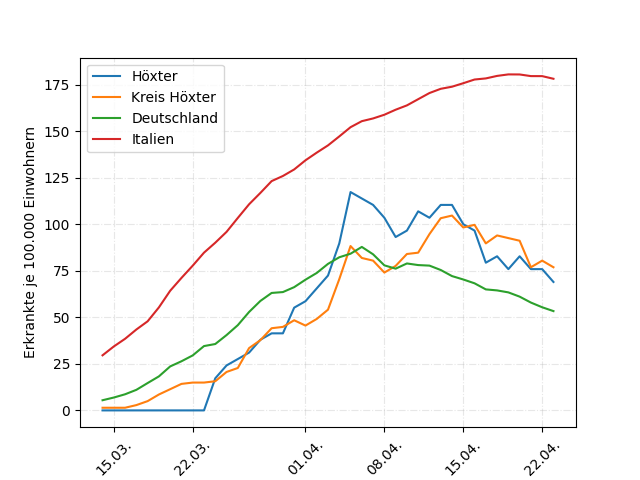 Höxter
Kreis Höxter
Deutschland
Italien
Erkrankte je 100.000 Einwohnern
175
150
125
100
75
50
25
0
15.03.
22.03.
01.04.
08.04.
15.04.
22.04.